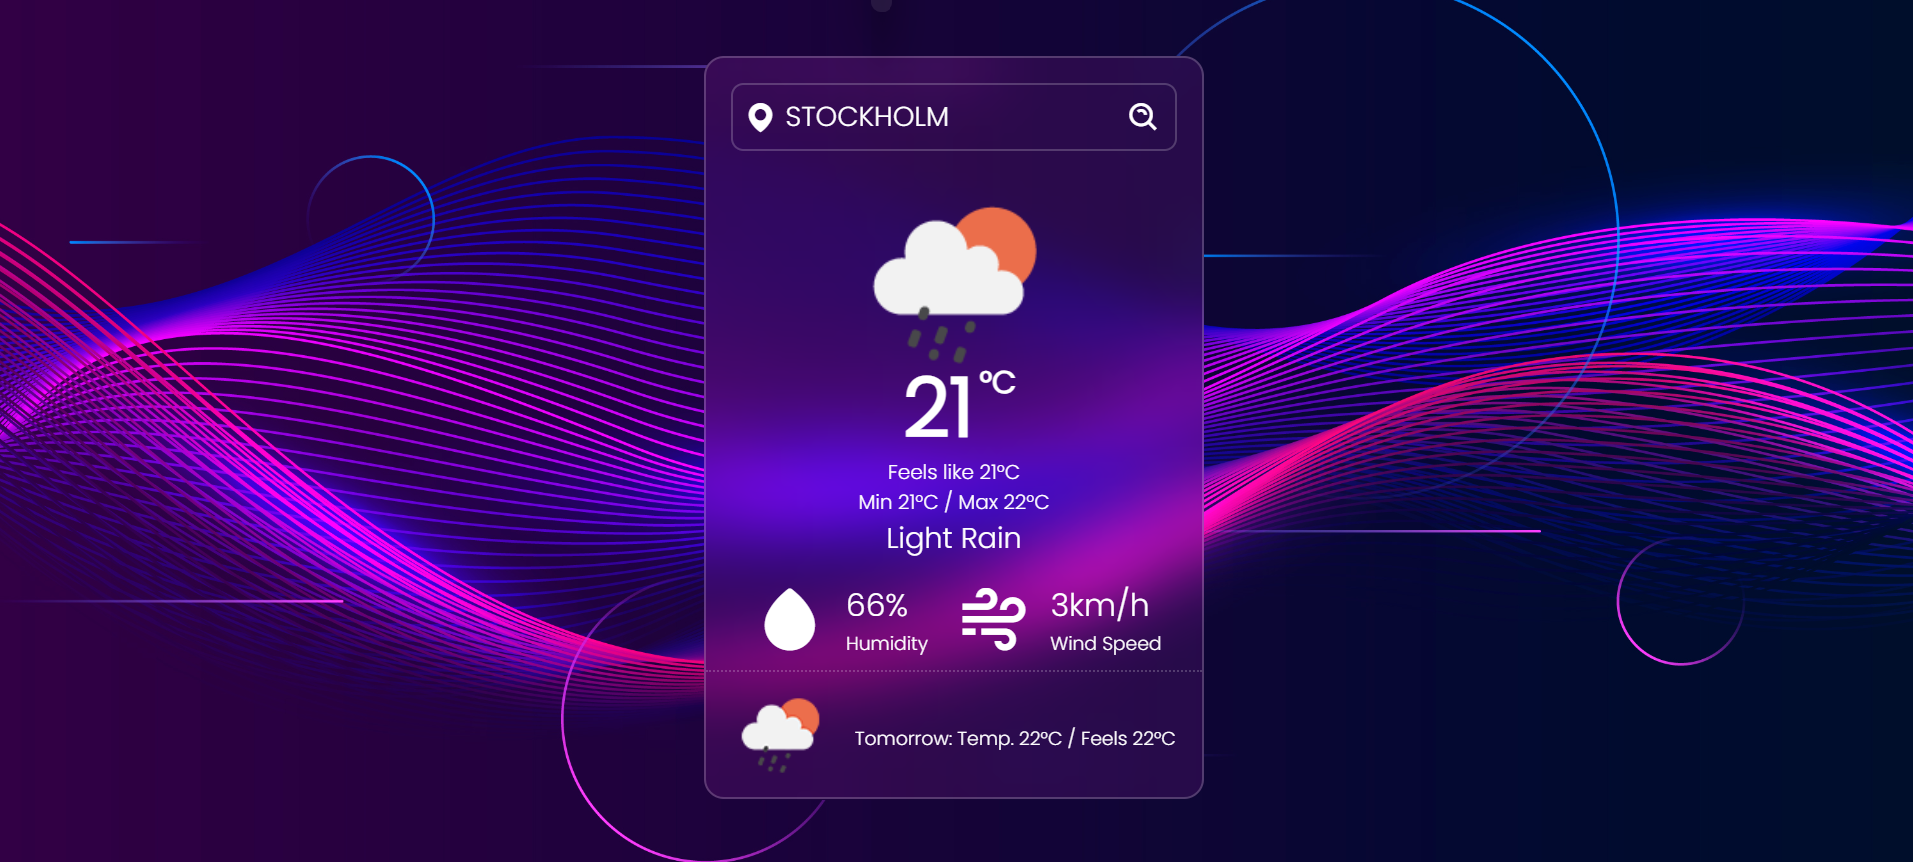 STOCKHOLM
21 °C
Feels like 21°C
Min 21°C / Max 22°C
Light Rain
66% 3km/h
Humidity Wind Speed
Tomorrow: Temp. 22°C / Feels 22°C